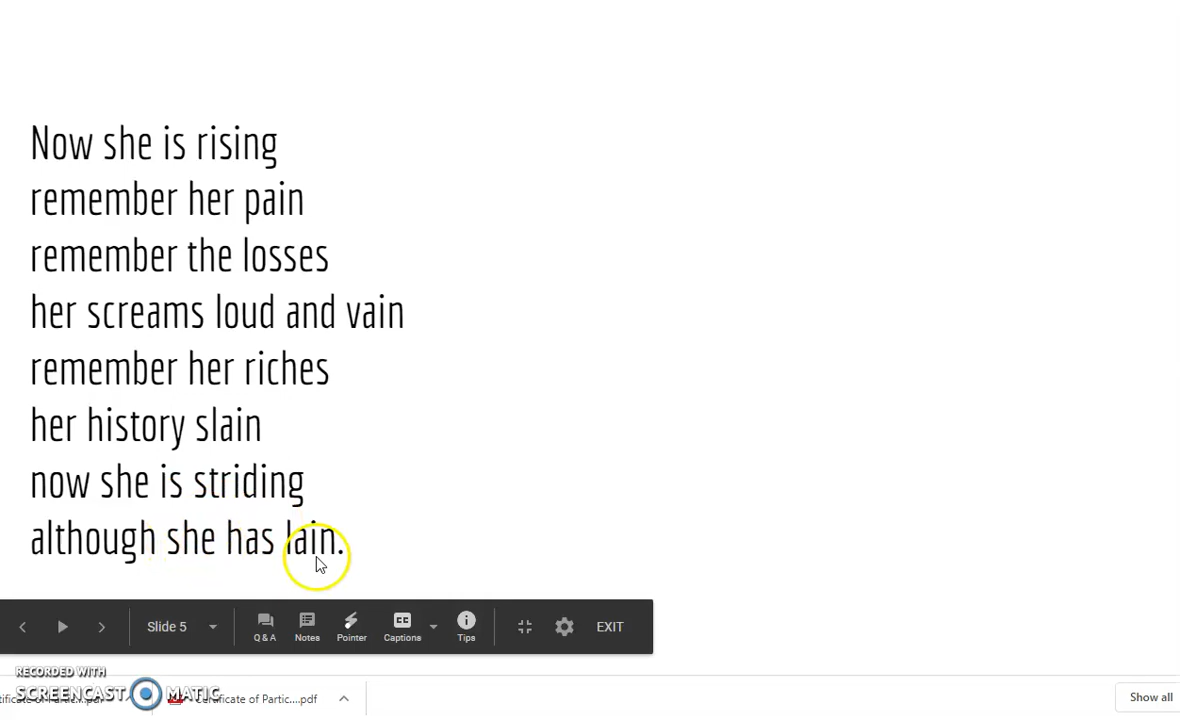 Now she is rising
remember her pain
remember the losses
her screams loud and vain
remember her riches
her history slain
now she is striding
although she has lain.
Slide 5
Q & A
Notes
Pointer
CC
Captions
Tips
EXIT
RECORDED WITH
SCREENCAST MATIC
Certificate of Partic....pdf
Show all